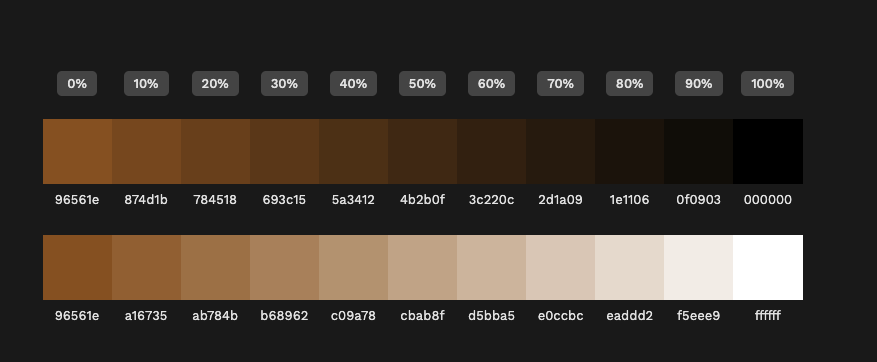 0% 10% 20% 30% 40% 50% 60% 70% 80% 90% 100%
96561e 874d1b 784518 693c15 5a3412 4b2b0f 3c220c 2d1a09 1e1106 0f0903 000000
96561e a16735 ab784b b68962 c09a78 cbab8f d5bba5 e0ccbc eaddd2 f5eee9 ffffff